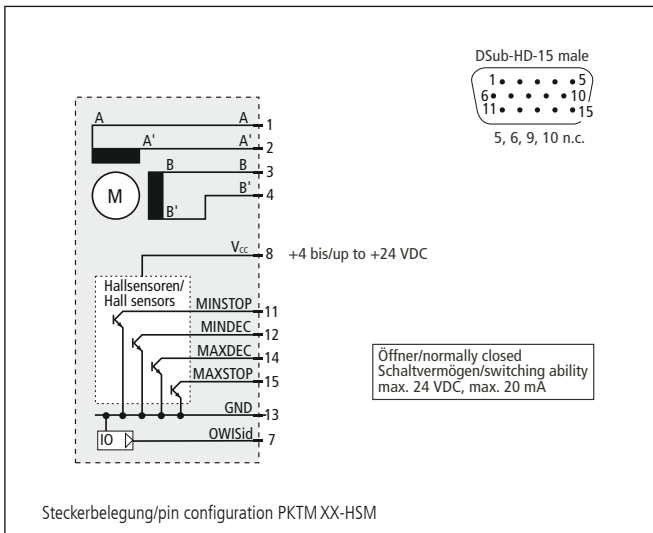 DSub-HD-15 male
1 5
6 10
11 15
5, 6, 9, 10 n.c.
A A 1
A' A' 2
B B 3
B' B' 4
M
V_CC 8 +4 bis/up to +24 VDC
Hallsensoren/
Hall sensors
MINSTOP 11
MINDEC 12
MAXDEC 14
MAXSTOP 15
GND 13
IO OWISid 7
Öffner/normally closed
Schaltvermögen/switching ability
max. 24 VDC, max. 20 mA
Steckerbelegung/pin configuration PKTM XX-HSM